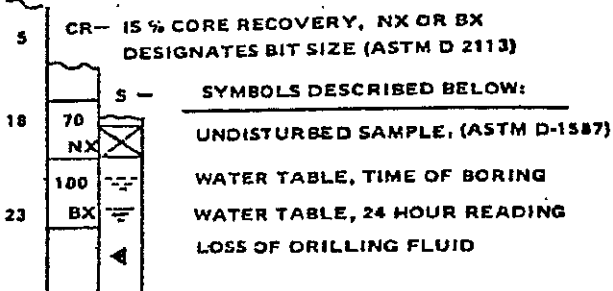 5 CR— IS % CORE RECOVERY, NX OR BX
DESIGNATES BIT SIZE (ASTM D 2113)
S — SYMBOLS DESCRIBED BELOW:
18 70 UNDISTURBED SAMPLE, (ASTM D-1587)
NX
100 WATER TABLE, TIME OF BORING
23 BX WATER TABLE, 24 HOUR READING
LOSS OF DRILLING FLUID